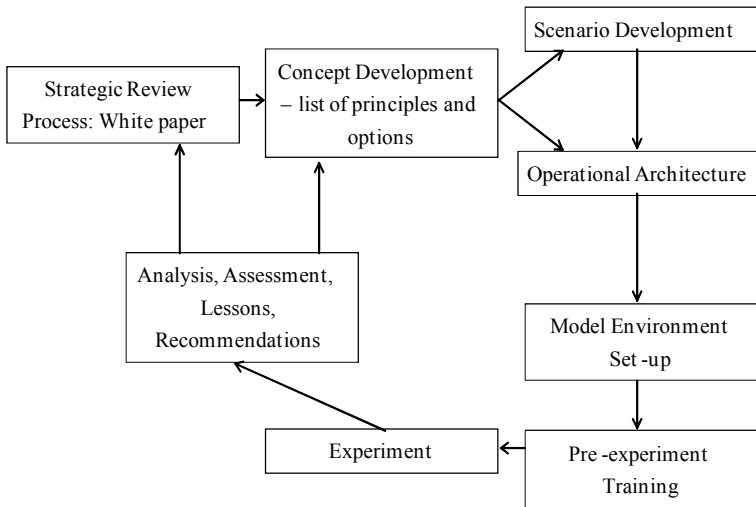 Scenario Development
Strategic Review
Process: White paper
Concept Development
– list of principles and
options
Operational Architecture
Analysis, Assessment,
Lessons,
Recommendations
Model Environment
Set-up
Experiment
Pre-experiment
Training